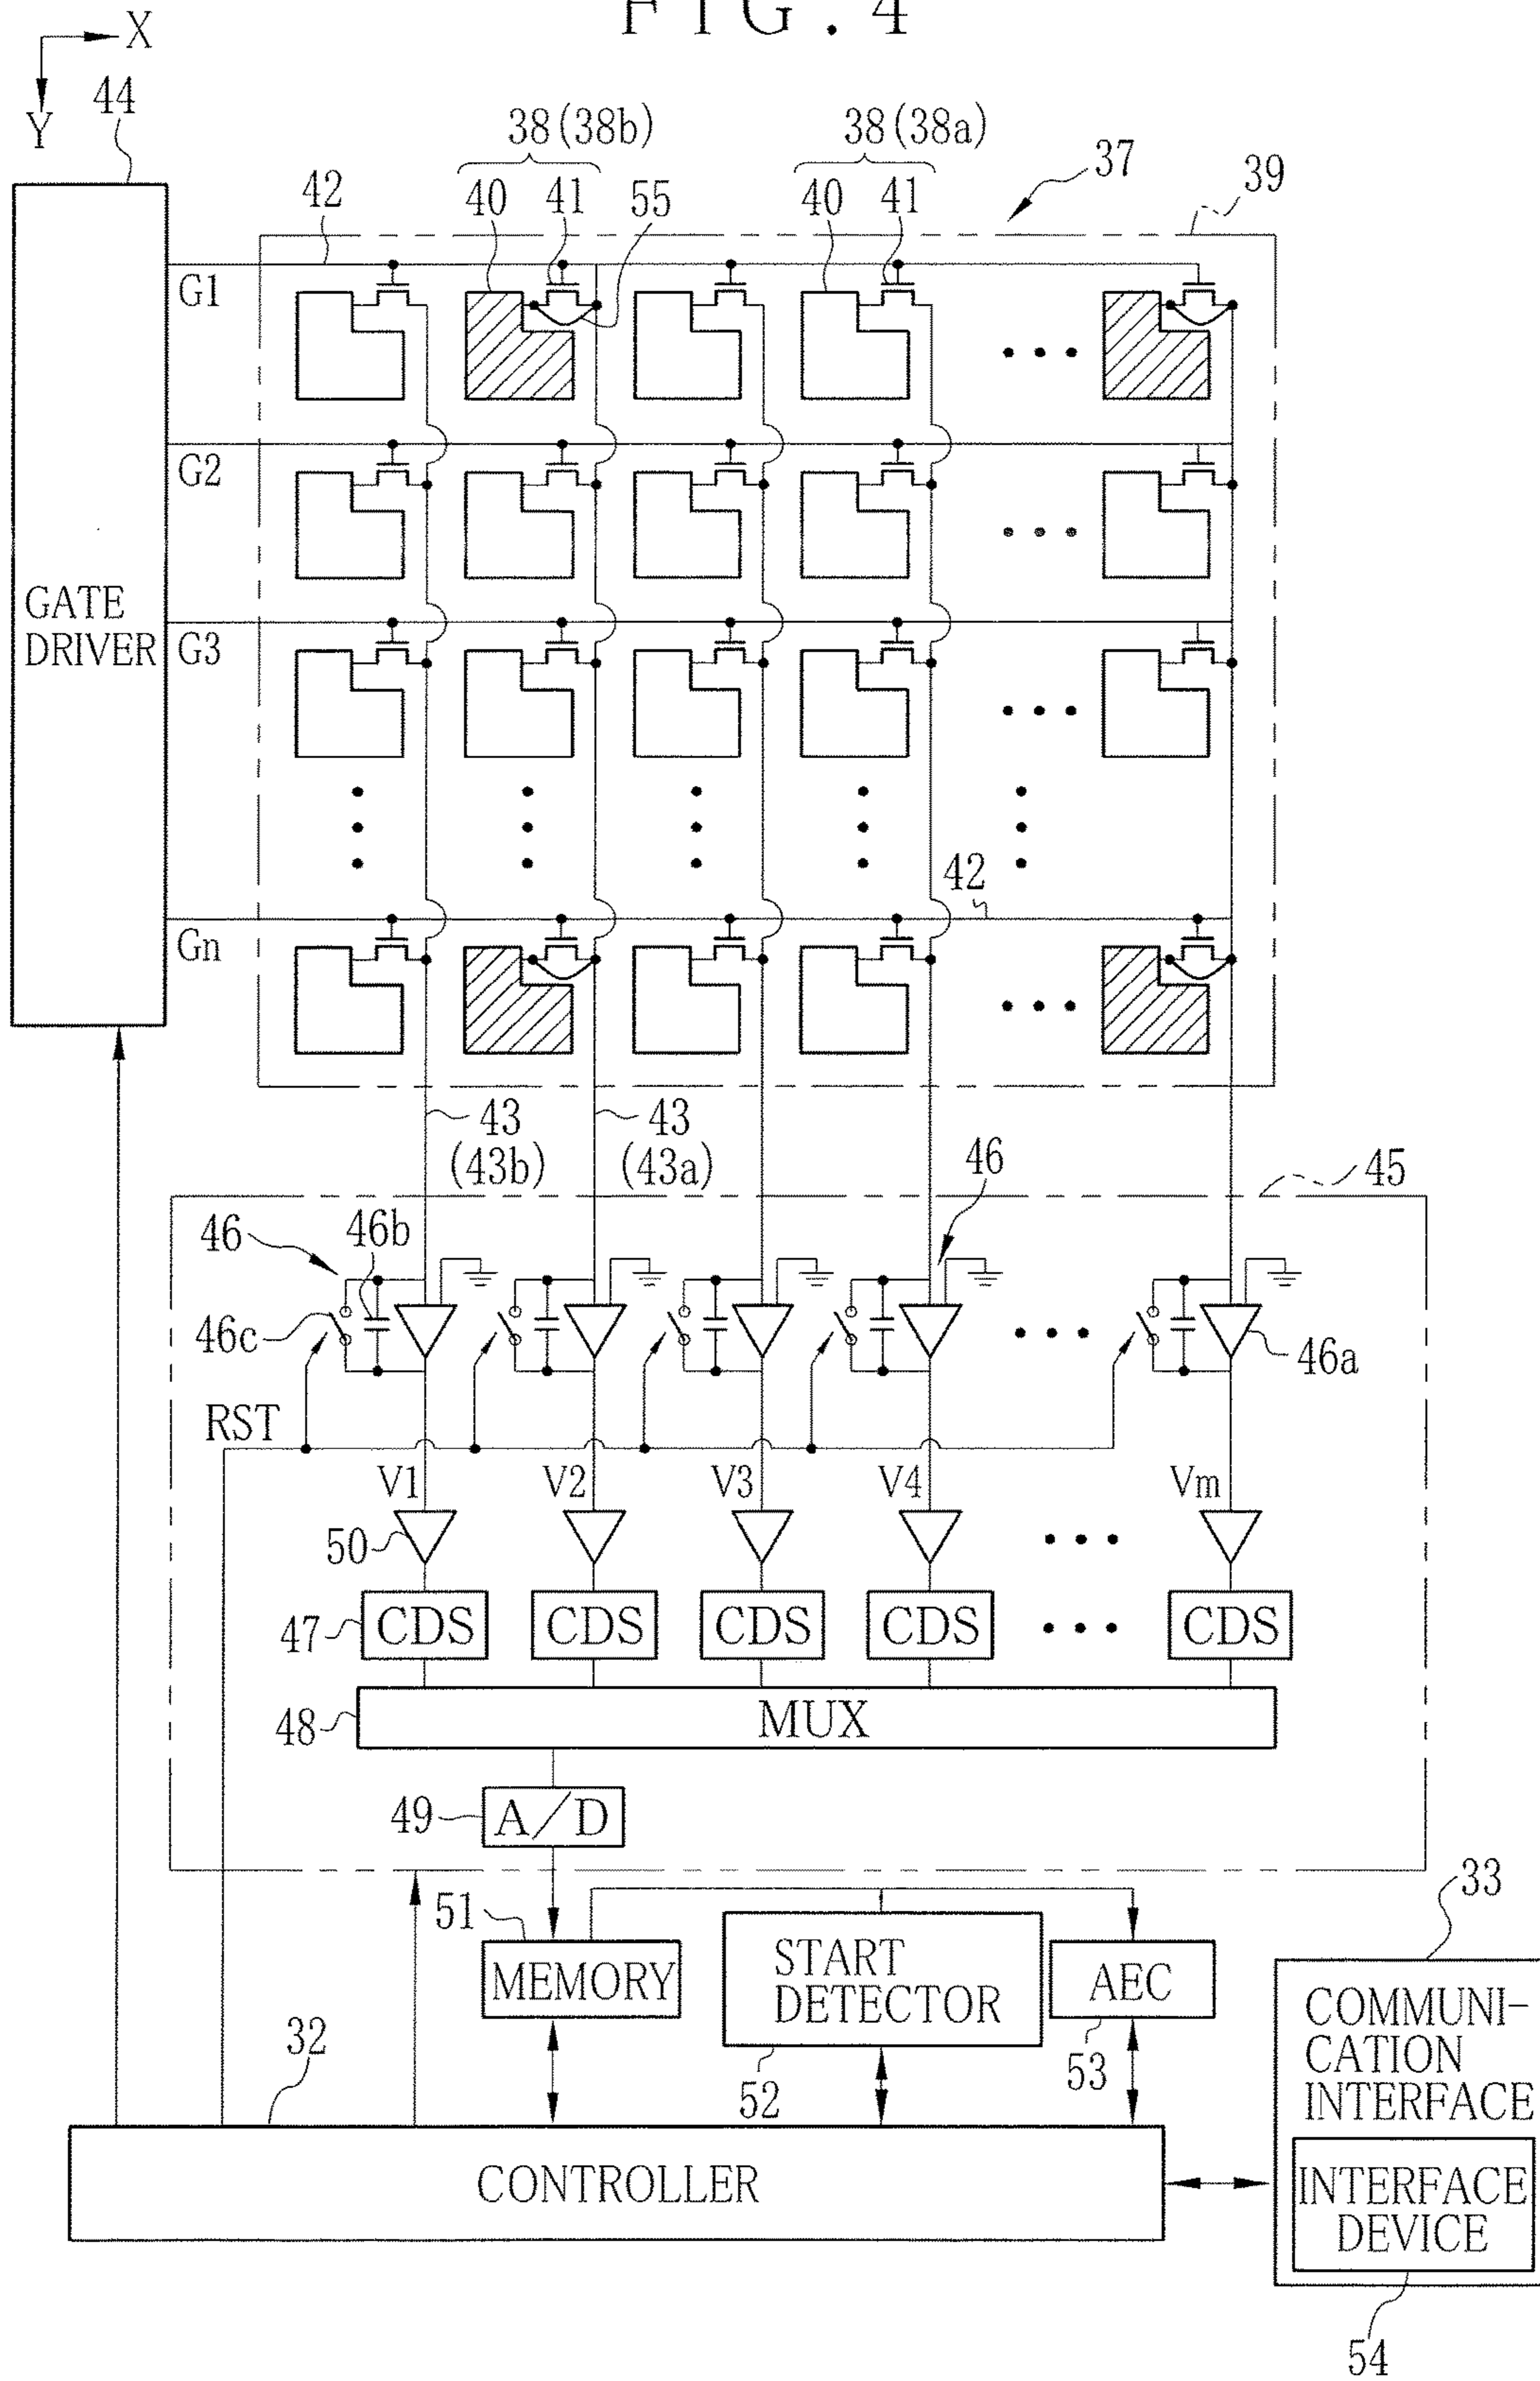 FIG. 4
X
Y
44
38 (38b)
38 (38a)
37
39
42
40
41
55
40
41
G1
G2
GATE
DRIVER
G3
42
Gn
43
(43b)
43
(43a)
46
45
46
46b
46c
46a
RST
V1
V2
V3
V4
Vm
50
47
CDS
CDS
CDS
CDS
CDS
48
MUX
49
A/D
51
33
MEMORY
START
DETECTOR
AEC
COMMUNI-
CATION
INTERFACE
32
52
53
CONTROLLER
INTERFACE
DEVICE
54